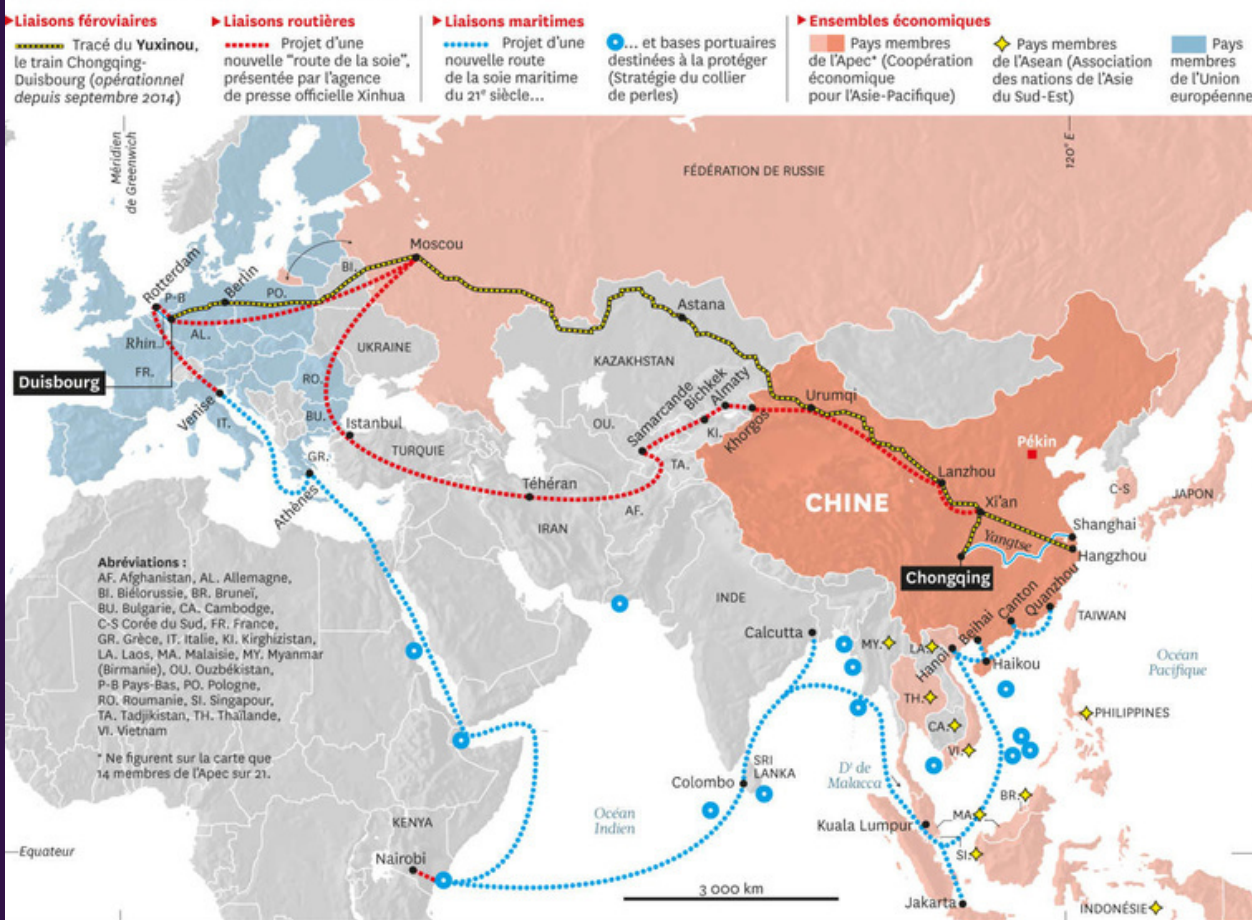 ▶Liaisons féroviaires
Tracé du Yuxinou,
le train Chongqing-
Duisbourg (opérationnel
depuis septembre 2014)
▶Liaisons routières
Projet d'une
nouvelle "route de la soie",
présentée par l'agence
de presse officielle Xinhua
▶Liaisons maritimes
Projet d'une
nouvelle route
de la soie maritime
du 21e siècle...
... et bases portuaires
destinées à la protéger
(Stratégie du collier
de perles)
▶Ensembles économiques
Pays membres
de l'Apec* (Coopération
économique
pour l'Asie-Pacifique)
Pays membres
de l'Asean (Association
des nations de l'Asie
du Sud-Est)
Pays
membres
de l'Union
européenne
Méridien
de Greenwich
120° E
FÉDÉRATION DE RUSSIE
Moscou
Rotterdam
P-B
Berlin
PO.
BI.
AL.
Rhin
FR.
Duisbourg
UKRAINE
RO.
BU.
Venise
IT.
GR.
Athènes
Istanbul
TURQUIE
Astana
KAZAKHSTAN
OU.
Samarcande
Bichkek
Almaty
Khorgos
KI.
TA.
Urumqi
Téhéran
IRAN
AF.
Pékin
CHINE
Lanzhou
Xi'an
C-S
JAPON
Shanghai
Yangtse
Hangzhou
Chongqing
Quanzhou
Canton
Beihai
TAIWAN
Hanoï
Haikou
Océan
Pacifique
INDE
Calcutta
MY.
LA.
TH.
CA.
VI.
PHILIPPINES
Abréviations :
AF. Afghanistan, AL. Allemagne,
BI. Biélorussie, BR. Bruneï,
BU. Bulgarie, CA. Cambodge,
C-S Corée du Sud, FR. France,
GR. Grèce, IT. Italie, KI. Kirghizistan,
LA. Laos, MA. Malaisie, MY. Myanmar
(Birmanie), OU. Ouzbékistan,
P-B Pays-Bas, PO. Pologne,
RO. Roumanie, SI. Singapour,
TA. Tadjikistan, TH. Thaïlande,
VI. Vietnam
* Ne figurent sur la carte que
14 membres de l'Apec sur 21.
Colombo
SRI
LANKA
Dt de
Malacca
BR.
Océan
Indien
KENYA
Nairobi
Kuala Lumpur
MA.
SI.
Equateur
3 000 km
Jakarta
INDONÉSIE